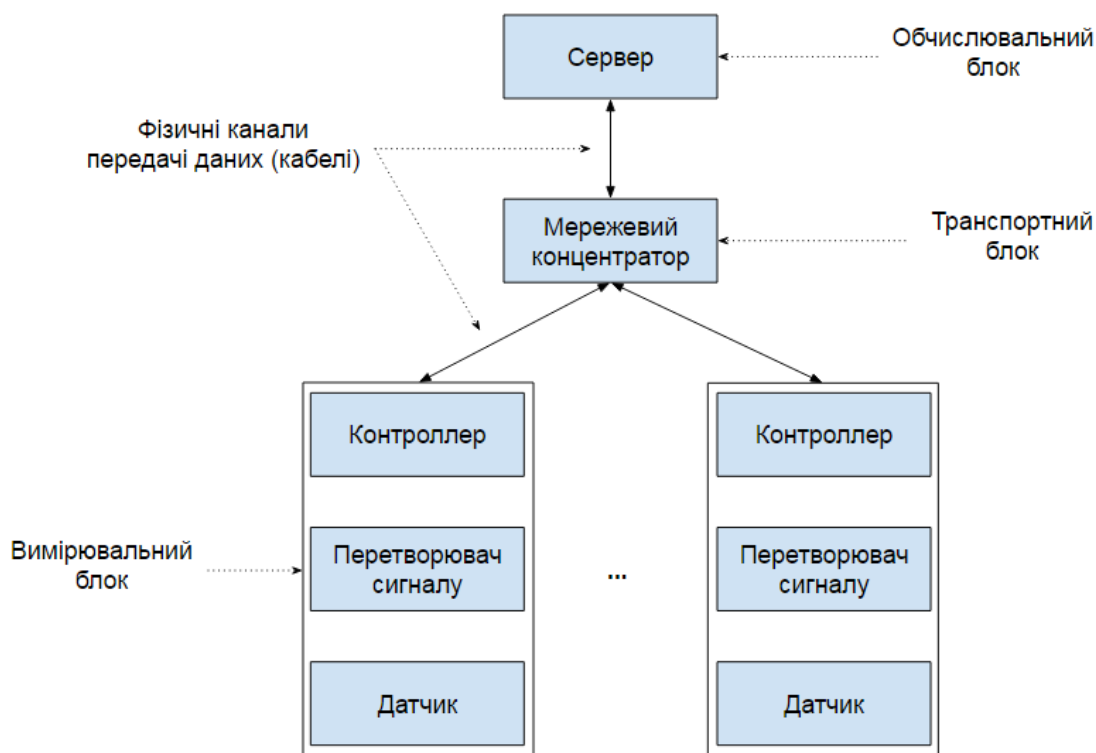 Сервер
Обчислювальний
блок
Фізичні канали
передачі даних (кабелі)
Мережевий
концентратор
Транспортний
блок
Контроллер
Контроллер
Вимірювальний
блок
Перетворювач
сигналу
...
Перетворювач
сигналу
Датчик
Датчик